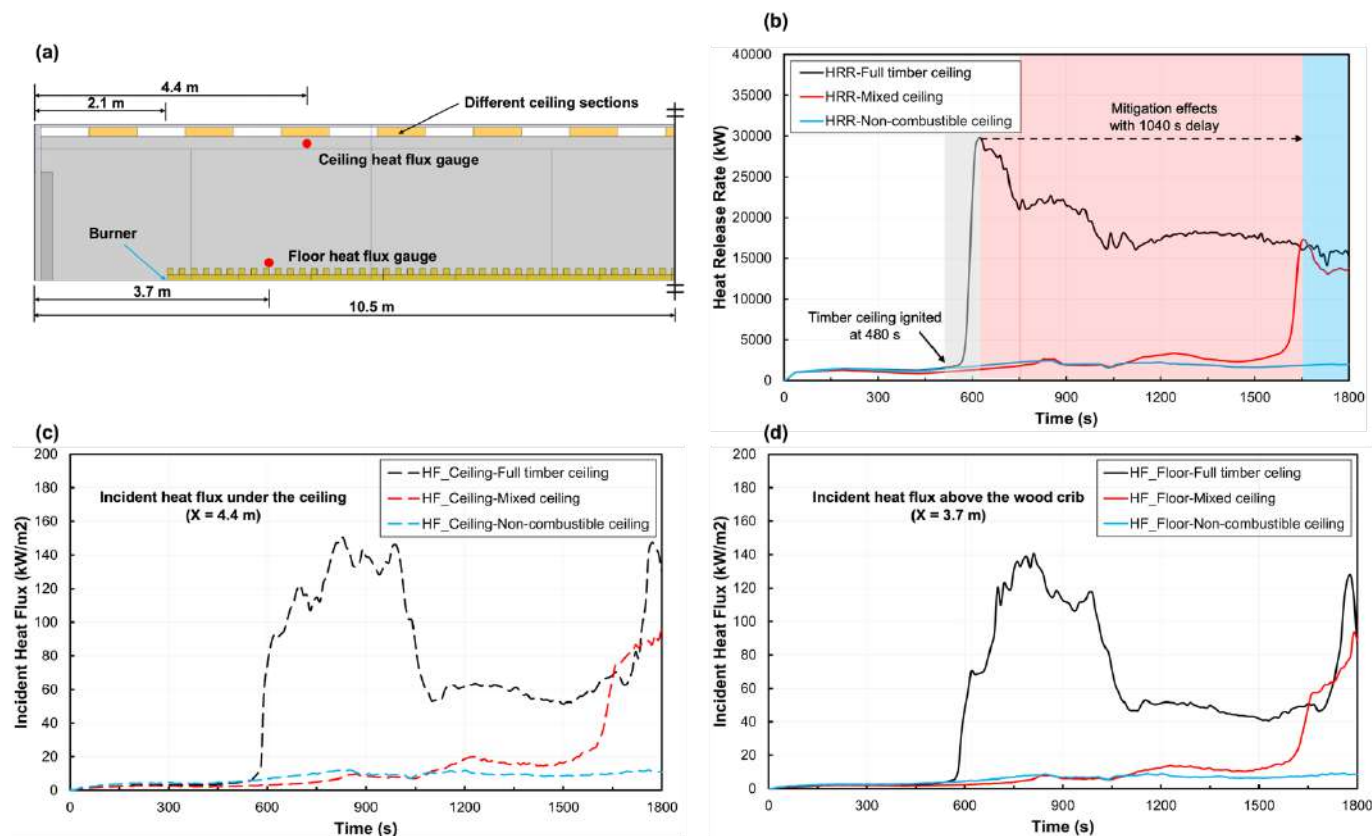 (a)
4.4 m
2.1 m
Different ceiling sections
Ceiling heat flux gauge
Burner
Floor heat flux gauge
3.7 m
10.5 m
(b)
40000
35000
30000
25000
20000
15000
10000
5000
0
Heat Release Rate (kW)
HRR-Full timber ceiling
HRR-Mixed ceiling
HRR-Non-combustible ceiling
Mitigation effects
with 1040 s delay
Timber ceiling ignited
at 480 s
0 300 600 900 1200 1500 1800
Time (s)
(c)
200
180
160
140
120
100
80
60
40
20
0
Incident Heat Flux (kW/m2)
HF_Ceiling-Full timber ceiling
HF_Ceiling-Mixed ceiling
HF_Ceiling-Non-combustible ceiling
Incident heat flux under the ceiling
(X = 4.4 m)
0 300 600 900 1200 1500 1800
Time (s)
(d)
200
180
160
140
120
100
80
60
40
20
0
Incident Heat Flux (kW/m2)
HF_Floor-Full timber celing
HF_Floor-Mixed ceiling
HF_Floor-Non-combustible ceiling
Incident heat flux above the wood crib
(X = 3.7 m)
0 300 600 900 1200 1500 1800
Time (s)